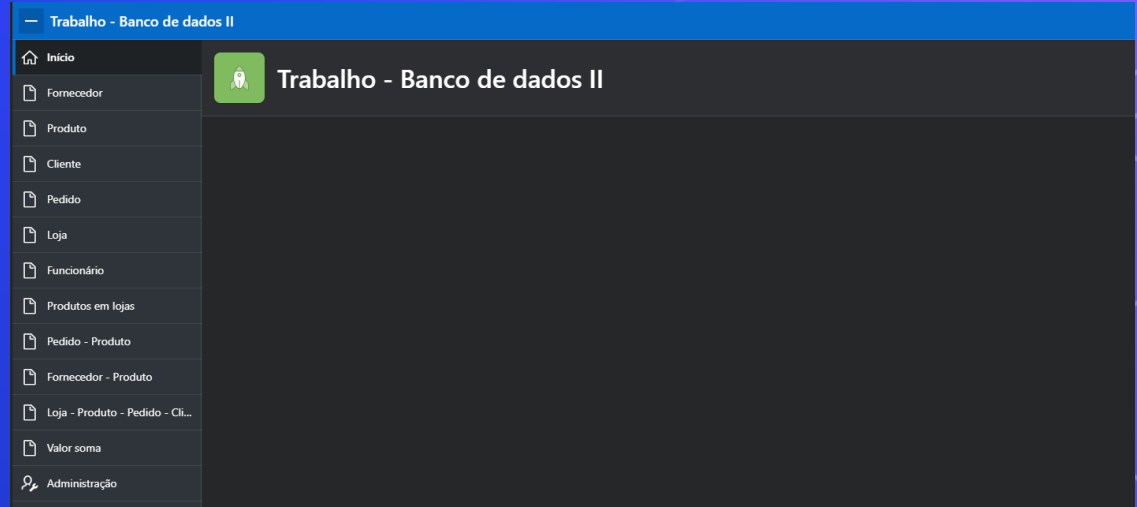 Trabalho - Banco de dados II
Início
Trabalho - Banco de dados II
Fornecedor
Produto
Cliente
Pedido
Loja
Funcionário
Produtos em lojas
Pedido - Produto
Fornecedor - Produto
Loja - Produto - Pedido - Cli...
Valor soma
Administração